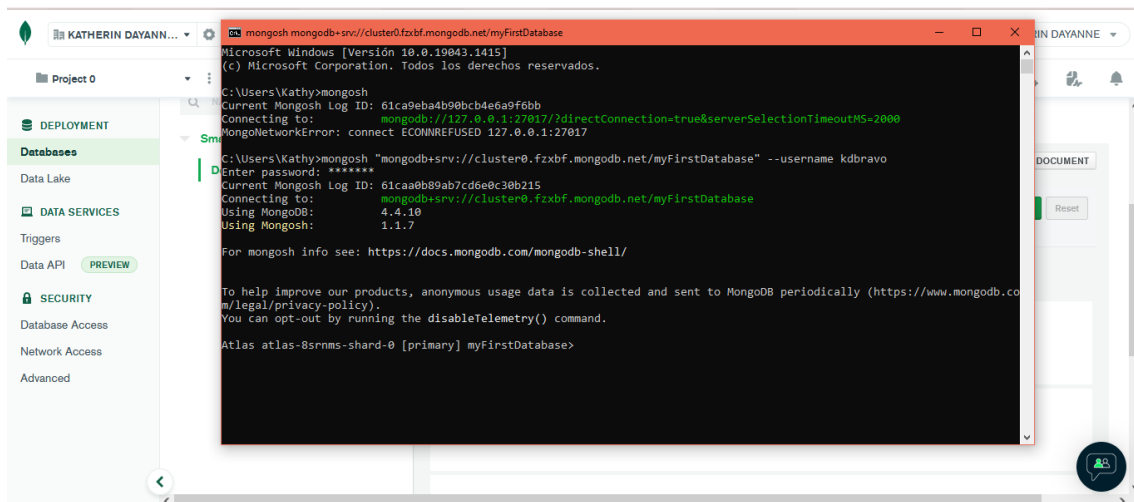 KATHERIN DAYANN...
mongosh mongodb+srv://cluster0.fzxbf.mongodb.net/myFirstDatabase
IN DAYANNE
Project 0
DEPLOYMENT
Databases
Data Lake
DATA SERVICES
Triggers
Data API PREVIEW
SECURITY
Database Access
Network Access
Advanced
Microsoft Windows [Versión 10.0.19043.1415]
(c) Microsoft Corporation. Todos los derechos reservados.
C:\Users\Kathy>mongosh
Current Mongosh Log ID: 61ca9eba4b90bcb4e6a9f6bb
Connecting to: mongodb://127.0.0.1:27017/?directConnection=true&serverSelectionTimeoutMS=2000
MongoNetworkError: connect ECONNREFUSED 127.0.0.1:27017
C:\Users\Kathy>mongosh "mongodb+srv://cluster0.fzxbf.mongodb.net/myFirstDatabase" --username kdbravo
Enter password: *******
Current Mongosh Log ID: 61caa0b89ab7cd6e0c30b215
Connecting to: mongodb+srv://cluster0.fzxbf.mongodb.net/myFirstDatabase
Using MongoDB: 4.4.10
Using Mongosh: 1.1.7
For mongosh info see: https://docs.mongodb.com/mongodb-shell/
To help improve our products, anonymous usage data is collected and sent to MongoDB periodically (https://www.mongodb.co
m/legal/privacy-policy).
You can opt-out by running the disableTelemetry() command.
Atlas atlas-8srnms-shard-0 [primary] myFirstDatabase>
DOCUMENT
Reset